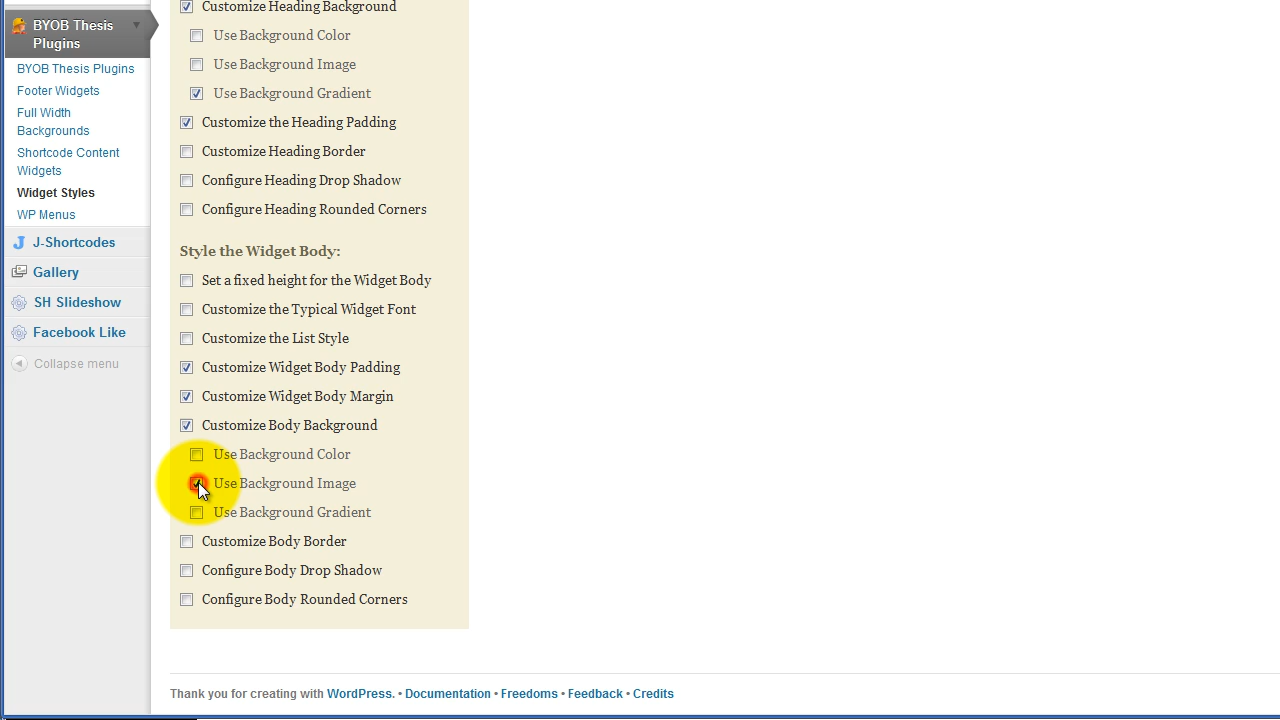 BYOB Thesis
Plugins
BYOB Thesis Plugins
Footer Widgets
Full Width
Backgrounds
Shortcode Content
Widgets
Widget Styles
WP Menus
J-Shortcodes
Gallery
SH Slideshow
Facebook Like
Collapse menu
Customize Heading Background
Use Background Color
Use Background Image
Use Background Gradient
Customize the Heading Padding
Customize Heading Border
Configure Heading Drop Shadow
Configure Heading Rounded Corners
Style the Widget Body:
Set a fixed height for the Widget Body
Customize the Typical Widget Font
Customize the List Style
Customize Widget Body Padding
Customize Widget Body Margin
Customize Body Background
Use Background Color
Use Background Image
Use Background Gradient
Customize Body Border
Configure Body Drop Shadow
Configure Body Rounded Corners
Thank you for creating with WordPress. • Documentation • Freedoms • Feedback • Credits